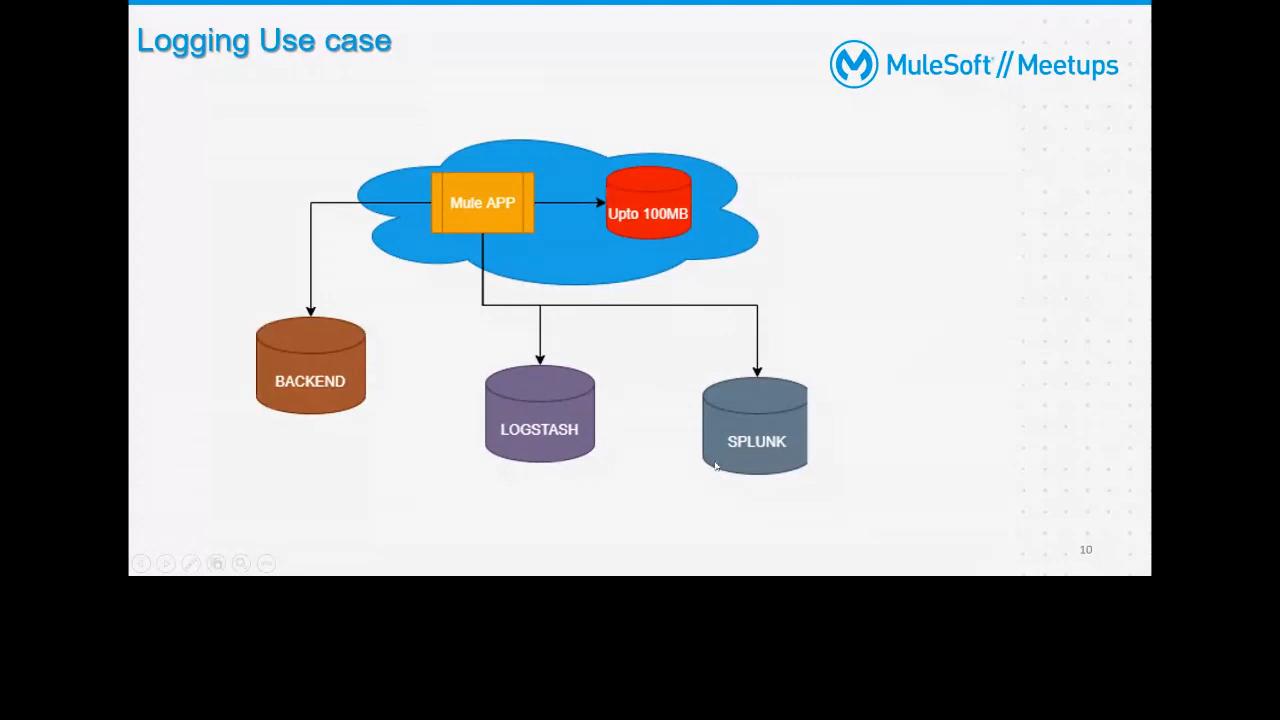 Logging Use case
MuleSoft // Meetups
Mule APP
Upto 100MB
BACKEND
LOGSTASH
SPLUNK
10